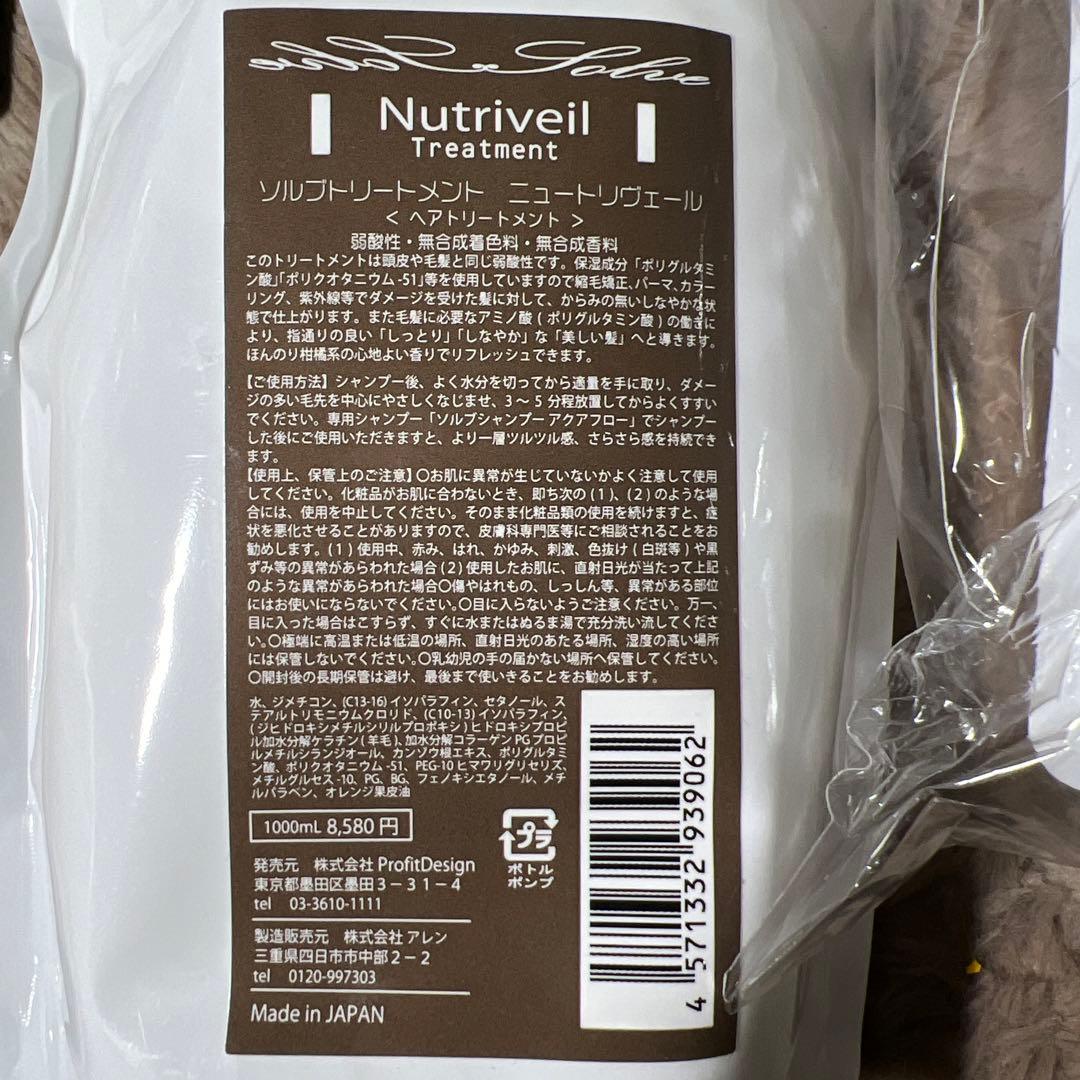 Solve
Nutriveil
Treatment
ソルブトリートメント ニュートリヴェール
< ヘアトリートメント >
弱酸性・無合成着色料・無合成香料
このトリートメントは頭皮や毛髪と同じ弱酸性です。保湿成分「ポリグルタミ
ン酸」「ポリクオタニウム -51」等を使用していますので縮毛矯正、パーマ、カラー
リング、紫外線等でダメージを受けた髪に対して、からみの無いしなやかな状
態で仕上がります。また毛髪に必要なアミノ酸 ( ポリグルタミン酸 ) の働きに
より、指通りの良い「しっとり」「しなやか」な「美しい髪」へと導きます。
ほんのり柑橘系の心地よい香りでリフレッシュできます。
【ご使用方法】シャンプー後、よく水分を切ってから適量を手に取り、ダメー
ジの多い毛先を中心にやさしくなじませ、3～5 分程放置してからよくすすい
でください。専用シャンプー「ソルブシャンプー アクアフロー」でシャンプー
した後にご使用いただきますと、より一層ツルツル感、さらさら感を持続でき
ます。
【使用上、保管上のご注意】〇お肌に異常が生じていないかよく注意して使用
してください。化粧品がお肌に合わないとき、即ち次の (1)、(2) のような場
合には、使用を中止してください。そのまま化粧品類の使用を続けますと、症
状を悪化させることがありますので、皮膚科専門医等にご相談されることをお
勧めします。(1) 使用中、赤み、はれ、かゆみ、刺激、色抜け ( 白斑等 ) や黒
ずみ等の異常があらわれた場合 (2) 使用したお肌に、直射日光が当たって上記
のような異常があらわれた場合〇傷やはれもの、しっしん等、異常がある部位
にはお使いにならないでください。〇目に入らないようご注意ください。万一、
目に入った場合はこすらず、すぐに水またはぬるま湯で充分洗い流してくださ
い。〇極端に高温または低温の場所、直射日光のあたる場所、湿度の高い場所
には保管しないでください。〇乳幼児の手の届かない場所へ保管してください。
〇開封後の長期保管は避け、最後まで使いきることをお勧めします。
水、ジメチコン、(C13-16) イソパラフィン、セタノール、ス
テアルトリモニウムクロリド、(C10-13) イソパラフィン、
(ジヒドロキシメチルシリルプロポキシ) ヒドロキシプロピ
ル加水分解ケラチン ( 羊毛 )、加水分解コラーゲン PG プロピ
ルメチルシランジオール、カンゾウ根エキス、ポリグルタミ
ン酸、ポリクオタニウム -51、PEG-10 ヒマワリグリセリズ、
メチルグルセス -10、PG、BG、フェノキシエタノール、メチ
ルパラベン、オレンジ果皮油
1000mL 8,580 円
プラ
ボトル
ポンプ
発売元 株式会社 ProfitDesign
東京都墨田区墨田 3－31－4
tel 03-3610-1111
製造販売元 株式会社 アレン
三重県四日市市中部 2－2
tel 0120-997303
Made in JAPAN
4 571332 939062